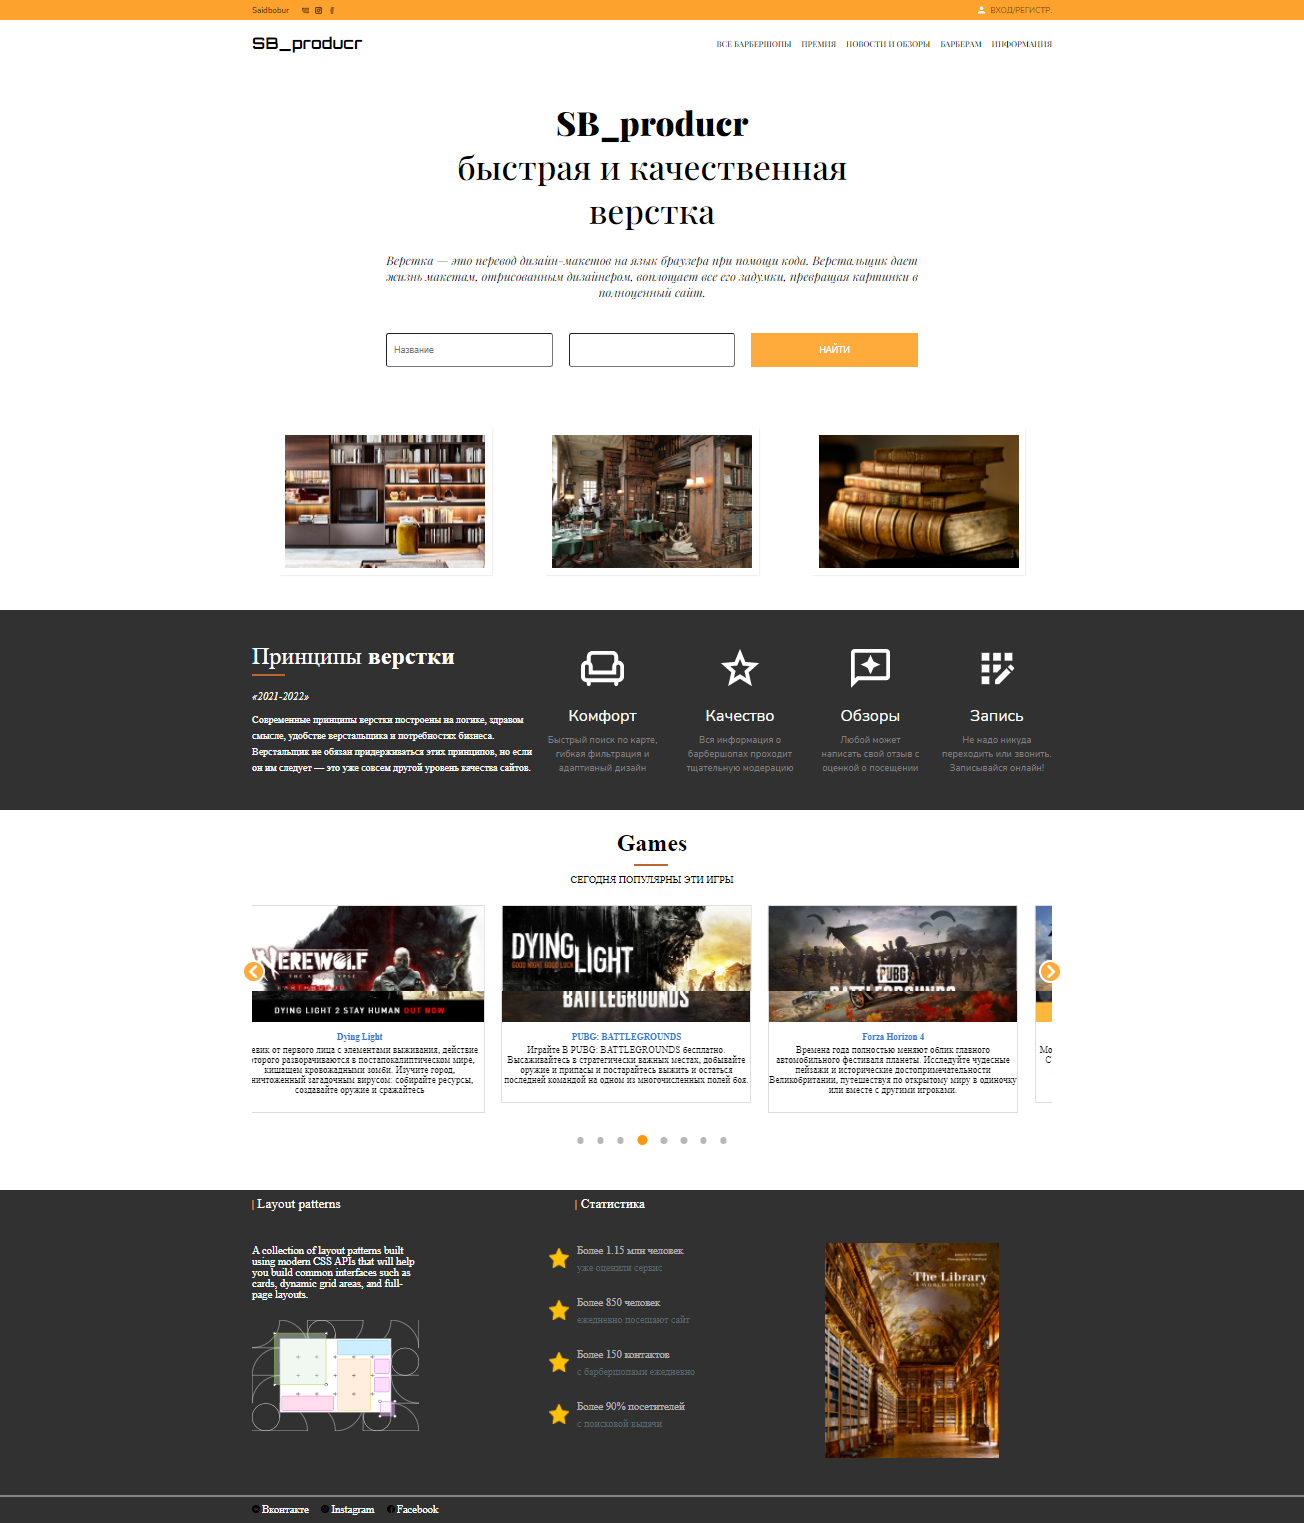 Saidbobur
ВХОД/РЕГИСТР.
SB_producr
ВСЕ БАРБЕРШОПЫ ПРЕМИЯ НОВОСТИ И ОБЗОРЫ БАРБЕРАМ ИНФОРМАЦИЯ
SB_producr
быстрая и качественная
верстка
Верстка — это перевод дизайн-макетов на язык браузера при помощи кода. Верстальщик дает
жизнь макетам, отрисованным дизайнером, воплощает все его задумки, превращая картинки в
полноценный сайт.
Название
НАЙТИ
Принципы верстки
«2021-2022»
Современные принципы верстки построены на логике, здравом
смысле, удобстве верстальщика и потребностях бизнеса.
Верстальщик не обязан придерживаться этих принципов, но если
он им следует — это уже совсем другой уровень качества сайтов.
Комфорт
Быстрый поиск по карте,
гибкая фильтрация и
адаптивный дизайн
Качество
Вся информация о
барбершопах проходит
тщательную модерацию
Обзоры
Любой может
написать свой отзыв с
оценкой о посещении
Запись
Не надо никуда
переходить или звонить.
Записывайся онлайн!
Games
СЕГОДНЯ ПОПУЛЯРНЫ ЭТИ ИГРЫ
WEREWOLF
THE APOCALYPSE
EARTHBLOOD
DYING LIGHT 2 STAY HUMAN OUT NOW
Dying Light
евик от первого лица с элементами выживания, действие
оторого разворачиваются в постапокалиптическом мире,
кишащем кровожадными зомби. Изучите город,
ничтоженный загадочным вирусом: собирайте ресурсы,
создавайте оружие и сражайтесь
DYING LIGHT
GOOD NIGHT GOOD LUCK
BATTLEGROUNDS
PUBG: BATTLEGROUNDS
Играйте В PUBG: BATTLEGROUNDS бесплатно.
Высаживайтесь в стратегически важных местах, добывайте
оружие и припасы и постарайтесь выжить и остаться
последней командой на одном из многочисленных полей боя.
PUBG
BATTLEGROUNDS
Forza Horizon 4
Времена года полностью меняют облик главного
автомобильного фестиваля планеты. Исследуйте чудесные
пейзажи и исторические достопримечательности
Великобритании, путешествуя по открытому миру в одиночку
или вместе с другими игроками.
Мо
С
| Layout patterns
A collection of layout patterns built
using modern CSS APIs that will help
you build common interfaces such as
cards, dynamic grid areas, and full-
page layouts.
| Статистика
Более 1.15 млн человек
уже оценили сервис
Более 850 человек
ежедневно посещают сайт
Более 150 контактов
с барбершопами ежедневно
Более 90% посетителей
с поисковой выдачи
The Library
A WORLD HISTORY
Вконтакте Instagram Facebook